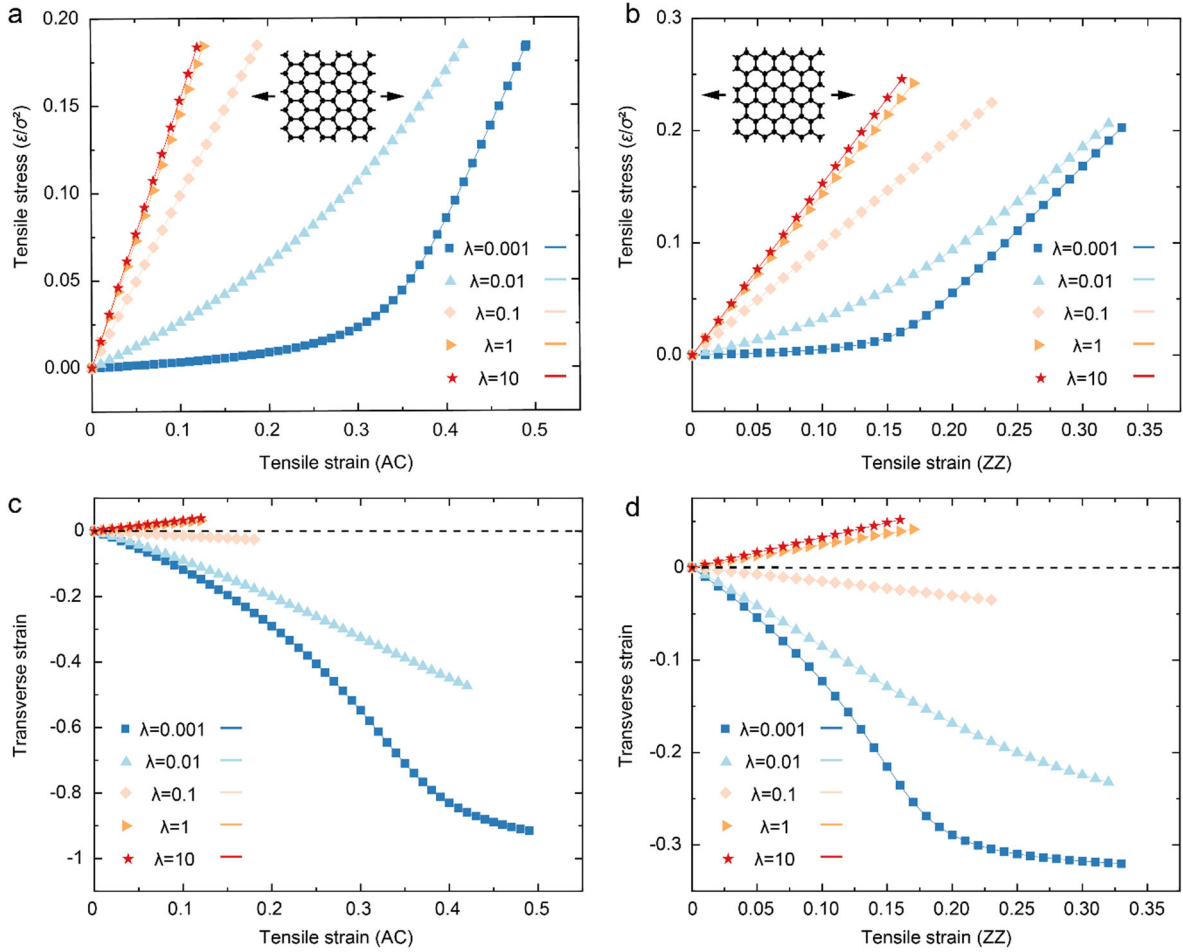 a
0.20
0.15
0.10
0.05
0.00
Tensile stress (ε/σ²)
λ=0.001
λ=0.01
λ=0.1
λ=1
λ=10
0
0.1
0.2
0.3
0.4
0.5
Tensile strain (AC)
b
0.4
0.3
0.2
0.1
0.0
Tensile stress (ε/σ²)
λ=0.001
λ=0.01
λ=0.1
λ=1
λ=10
0
0.05
0.10
0.15
0.20
0.25
0.30
0.35
Tensile strain (ZZ)
c
0
-0.2
-0.4
-0.6
-0.8
-1
Transverse strain
λ=0.001
λ=0.01
λ=0.1
λ=1
λ=10
0
0.1
0.2
0.3
0.4
0.5
Tensile strain (AC)
d
0
-0.1
-0.2
-0.3
Transverse strain
λ=0.001
λ=0.01
λ=0.1
λ=1
λ=10
0
0.05
0.10
0.15
0.20
0.25
0.30
0.35
Tensile strain (ZZ)